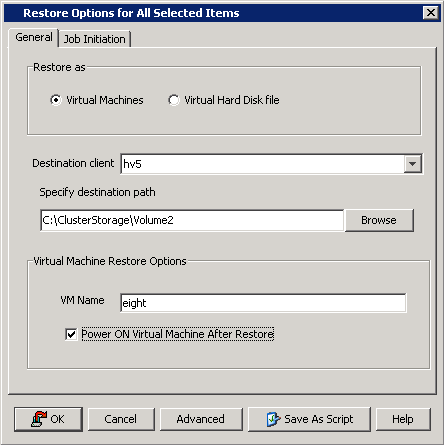 Restore Options for All Selected Items
General Job Initiation
Restore as
Virtual Machines Virtual Hard Disk file
Destination client hv5
Specify destination path
C:\ClusterStorage\Volume2 Browse
Virtual Machine Restore Options
VM Name eight
Power ON Virtual Machine After Restore
OK Cancel Advanced Save As Script Help